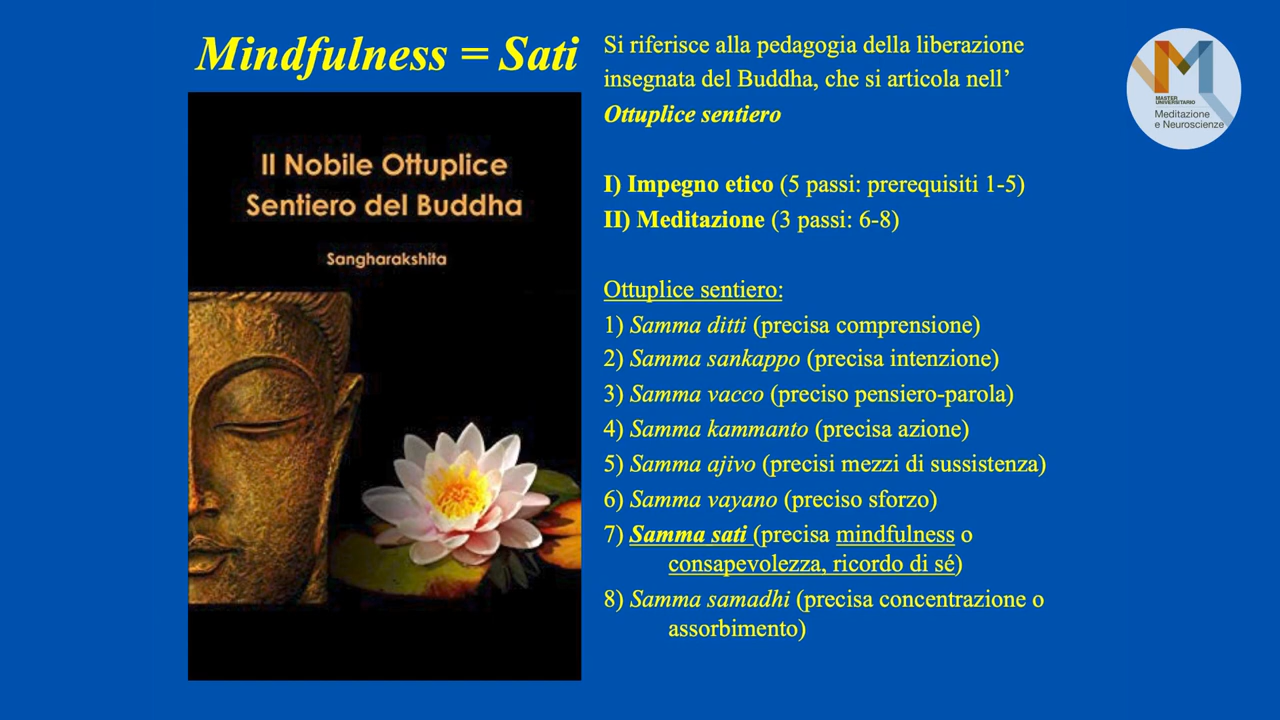 Mindfulness = Sati
Il Nobile Ottuplice
Sentiero del Buddha
Sangharakshita
Si riferisce alla pedagogia della liberazione
insegnata del Buddha, che si articola nell’
Ottuplice sentiero
I) Impegno etico (5 passi: prerequisiti 1-5)
II) Meditazione (3 passi: 6-8)
Ottuplice sentiero:
1) Samma ditti (precisa comprensione)
2) Samma sankappo (precisa intenzione)
3) Samma vacco (preciso pensiero-parola)
4) Samma kammanto (precisa azione)
5) Samma ajivo (precisi mezzi di sussistenza)
6) Samma vayano (preciso sforzo)
7) Samma sati (precisa mindfulness o
consapevolezza, ricordo di sé)
8) Samma samadhi (precisa concentrazione o
assorbimento)
M
MASTER
UNIVERSITARIO
Meditazione
e Neuroscienze